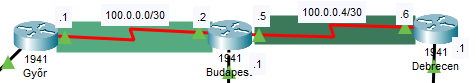 .1 100.0.0.0/30 .2 .5 100.0.0.4/30 .6
1941 1941 1941 .1
Győr Budapes. .1 Debrecen